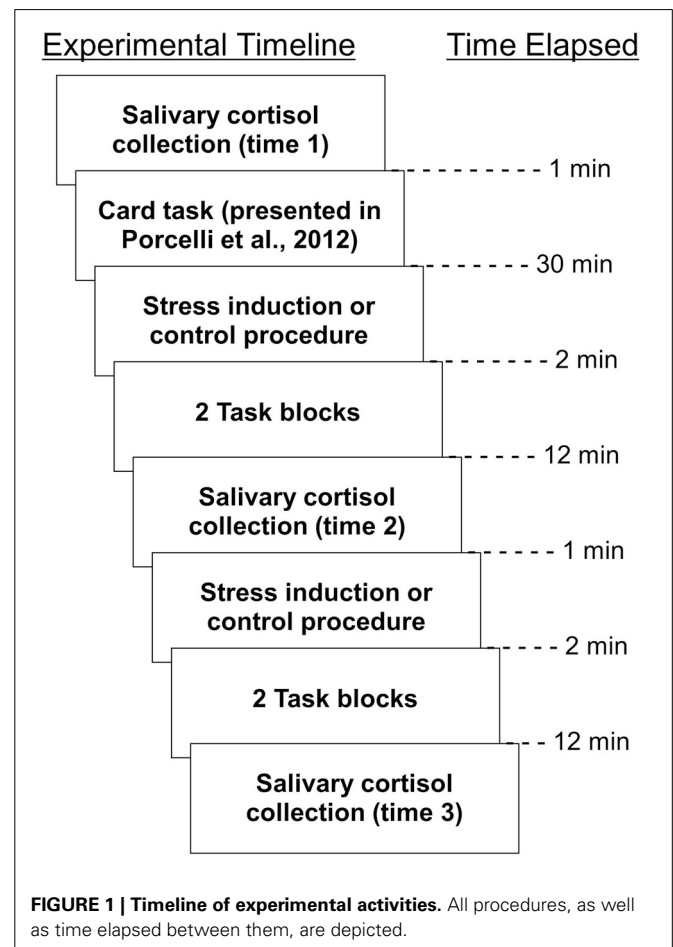 Experimental Timeline Time Elapsed
Salivary cortisol
collection (time 1)
1 min
Card task (presented in
Porcelli et al., 2012)
30 min
Stress induction or
control procedure
2 min
2 Task blocks
12 min
Salivary cortisol
collection (time 2)
1 min
Stress induction or
control procedure
2 min
2 Task blocks
12 min
Salivary cortisol
collection (time 3)
FIGURE 1 | Timeline of experimental activities. All procedures, as well
as time elapsed between them, are depicted.